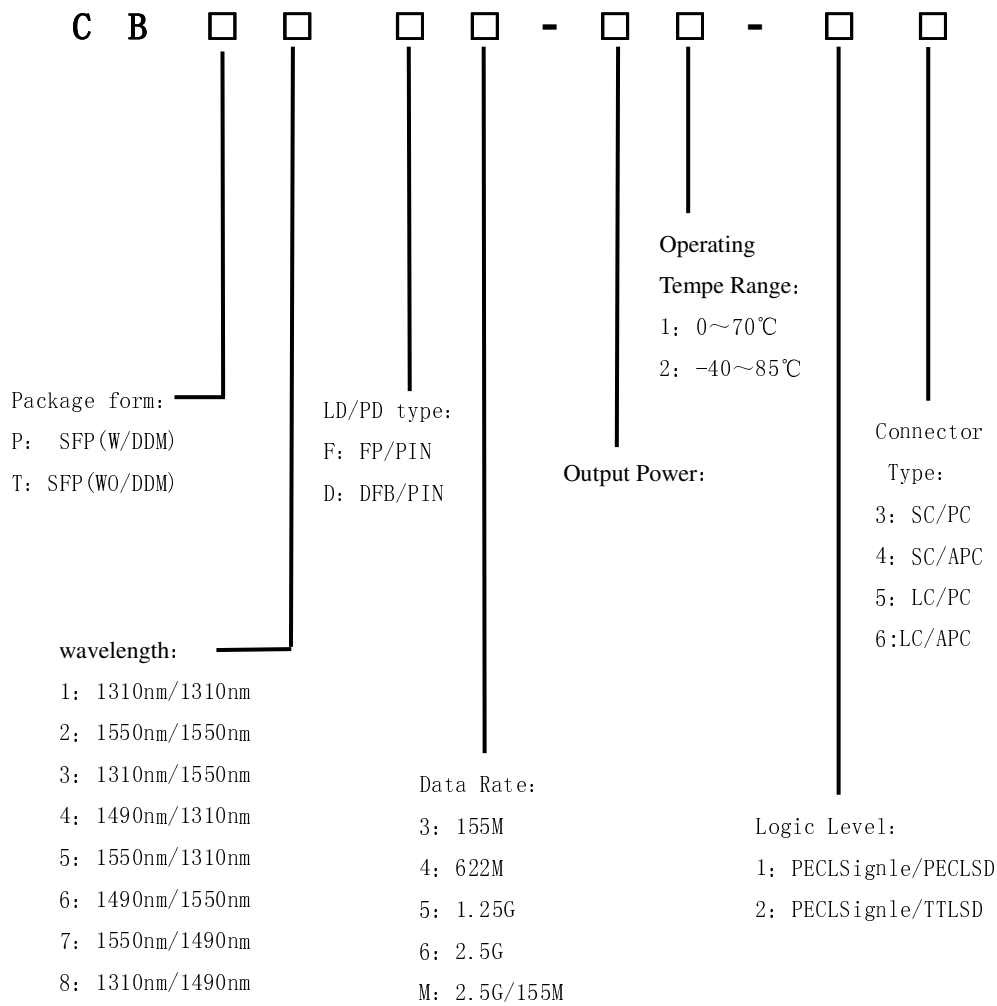 C B □ □ □ □ - □ □ - □ □
Operating
Tempe Range：
1：0～70℃
2：-40～85℃
Package form：
P： SFP(W/DDM)
T：SFP(WO/DDM)
LD/PD type：
F：FP/PIN
D：DFB/PIN
Output Power：
Connector
Type：
3：SC/PC
4：SC/APC
5：LC/PC
6:LC/APC
wavelength：
1：1310nm/1310nm
2：1550nm/1550nm
3：1310nm/1550nm
4：1490nm/1310nm
5：1550nm/1310nm
6：1490nm/1550nm
7：1550nm/1490nm
8：1310nm/1490nm
Data Rate：
3：155M
4：622M
5：1.25G
6：2.5G
M：2.5G/155M
Logic Level：
1：PECLSignle/PECLSD
2：PECLSignle/TTLSD